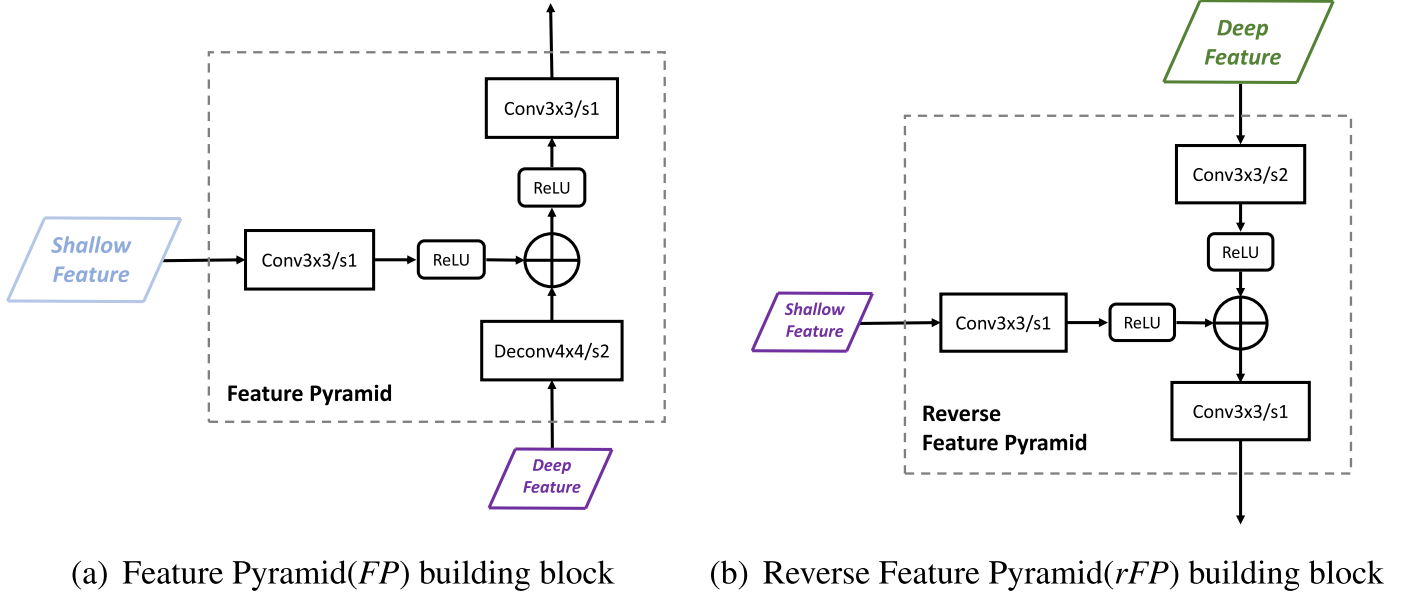 Conv3x3/s1
ReLU
Shallow
Feature
Conv3x3/s1
ReLU
Deconv4x4/s2
Feature Pyramid
Deep
Feature
(a) Feature Pyramid(FP) building block
Deep
Feature
Conv3x3/s2
ReLU
Shallow
Feature
Conv3x3/s1
ReLU
Conv3x3/s1
Reverse
Feature Pyramid
(b) Reverse Feature Pyramid(rFP) building block